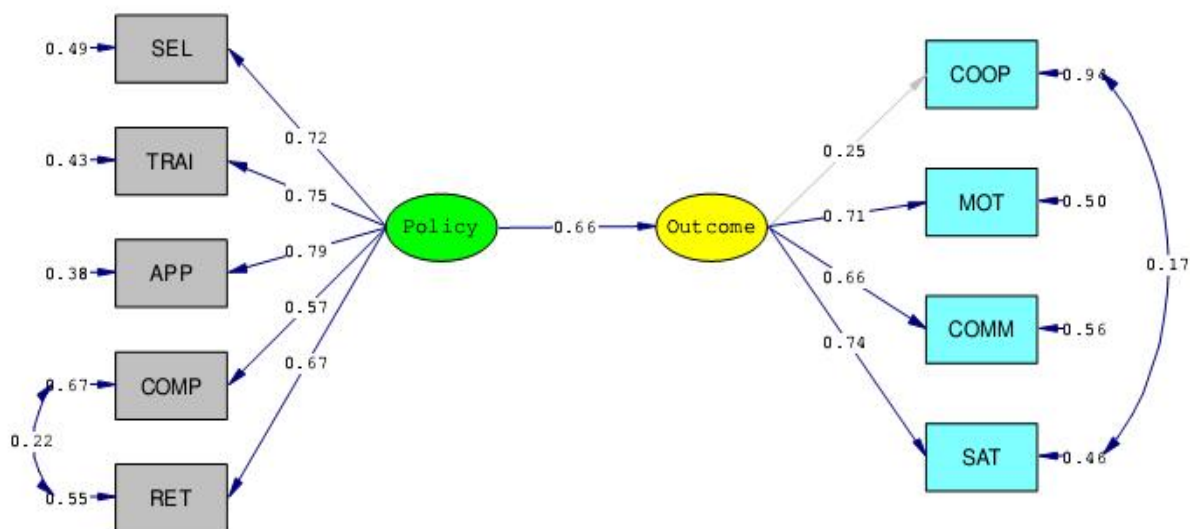 0.49 SEL
0.72
0.43 TRAI
0.75
0.38 APP
0.79
0.57
0.67 COMP
0.67
0.22
0.55 RET
Policy
0.66
Outcome
0.25
COOP 0.94
0.71
MOT 0.50
0.66
0.17
COMM 0.56
0.74
SAT 0.46